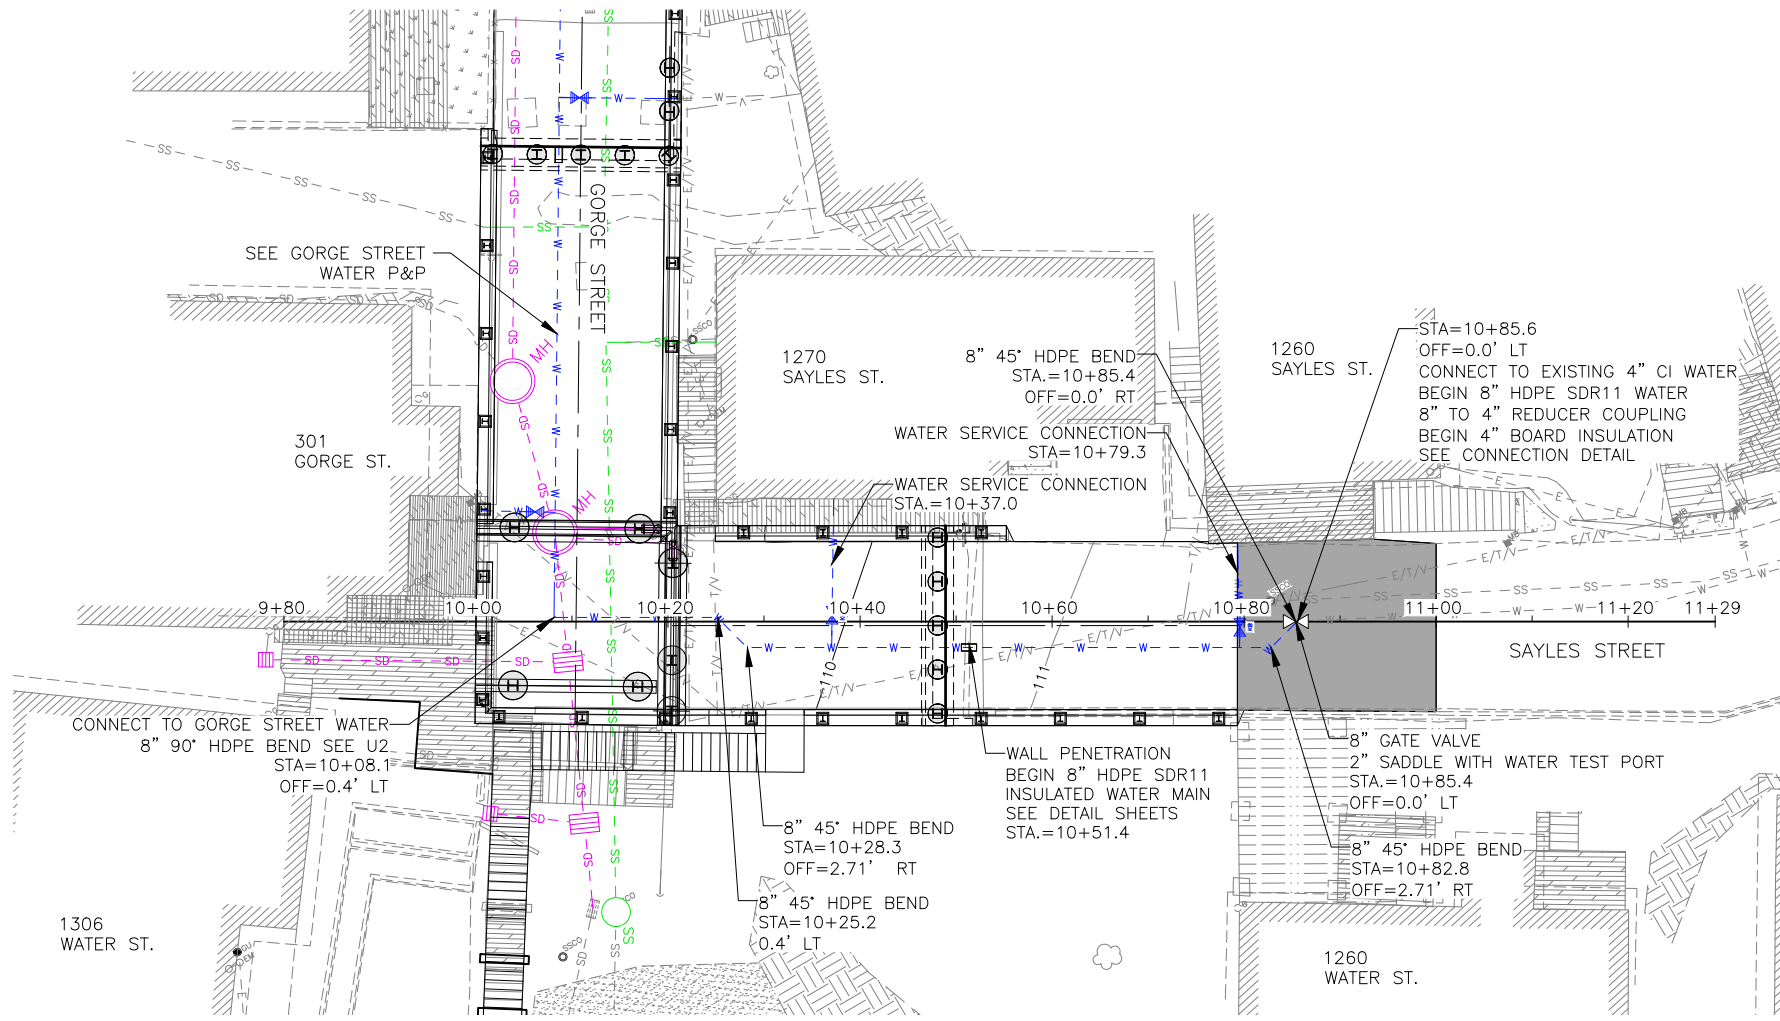 GORGE STREET
SEE GORGE STREET
WATER P&P
MH
301
GORGE ST.
MH
1270
SAYLES ST.
8” 45° HDPE BEND
STA.=10+85.4
OFF=0.0’ RT
WATER SERVICE CONNECTION
STA=10+79.3
WATER SERVICE CONNECTION
STA.=10+37.0
1260
SAYLES ST.
STA=10+85.6
OFF=0.0’ LT
CONNECT TO EXISTING 4” CI WATER
BEGIN 8” HDPE SDR11 WATER
8” TO 4” REDUCER COUPLING
BEGIN 4” BOARD INSULATION
SEE CONNECTION DETAIL
9+80
10+00
10+20
10+40
10+60
10+80
11+00
11+20
11+29
SAYLES STREET
110
111
CONNECT TO GORGE STREET WATER
8” 90° HDPE BEND SEE U2
STA=10+08.1
OFF=0.4’ LT
WALL PENETRATION
BEGIN 8” HDPE SDR11
INSULATED WATER MAIN
SEE DETAIL SHEETS
STA.=10+51.4
8” GATE VALVE
2” SADDLE WITH WATER TEST PORT
STA.=10+85.4
OFF=0.0’ LT
8” 45° HDPE BEND
STA=10+28.3
OFF=2.71’ RT
8” 45° HDPE BEND
STA=10+82.8
OFF=2.71’ RT
8” 45° HDPE BEND
STA=10+25.2
0.4’ LT
1306
WATER ST.
1260
WATER ST.
SS
SD
W
E/T/V
SSCO
CO